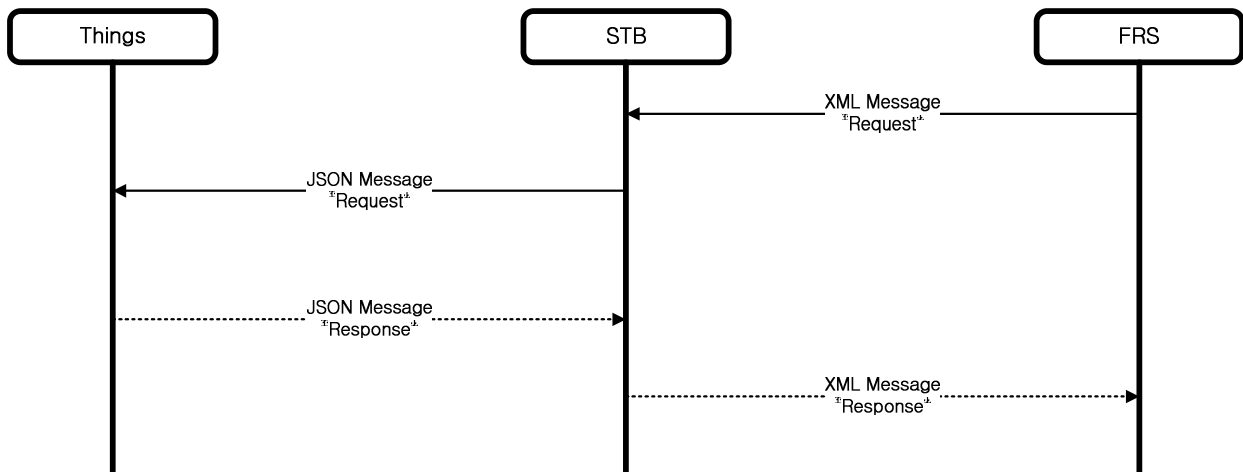 Things
STB
FRS
XML Message
"Request"
JSON Message
"Request"
JSON Message
"Response"
XML Message
"Response"